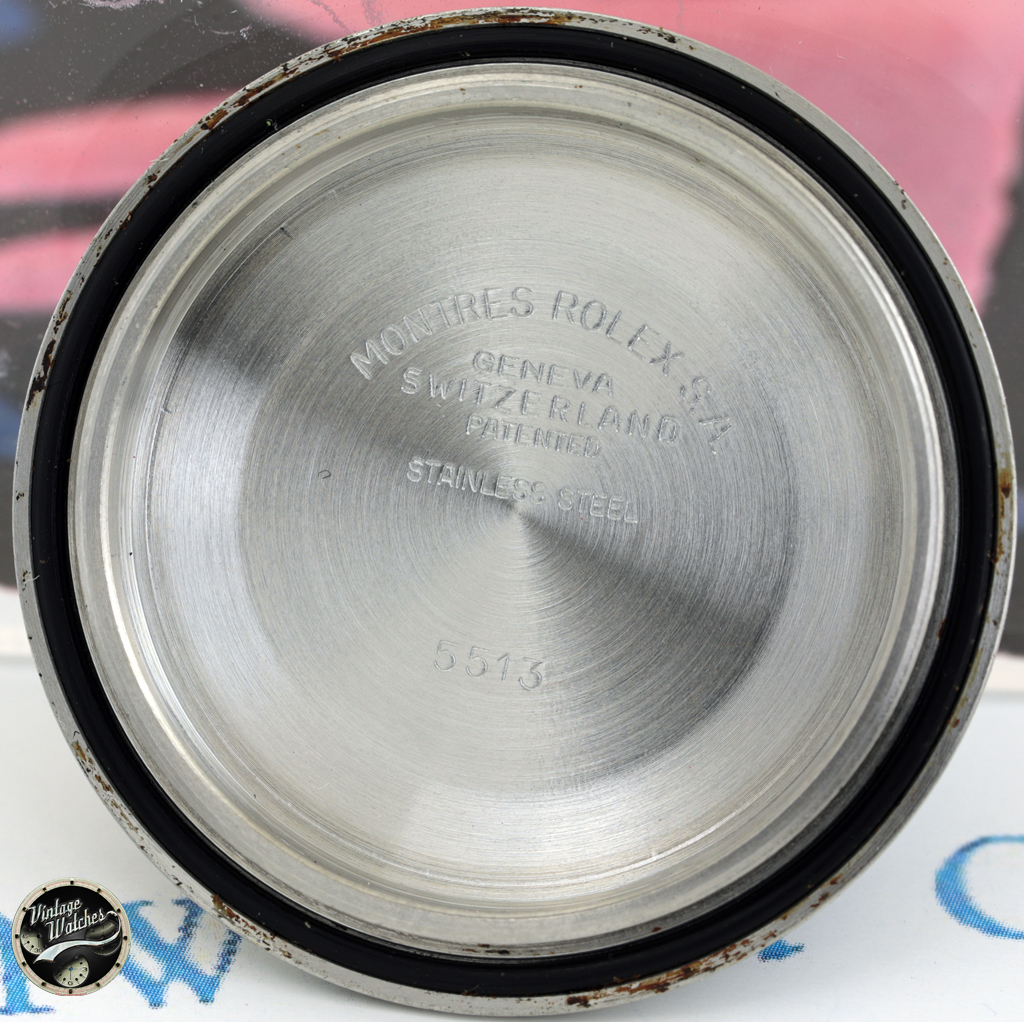 MONTRES ROLEX S.A.
GENEVA
SWITZERLAND
PATENTED
STAINLESS STEEL
5513
Vintage
Watches